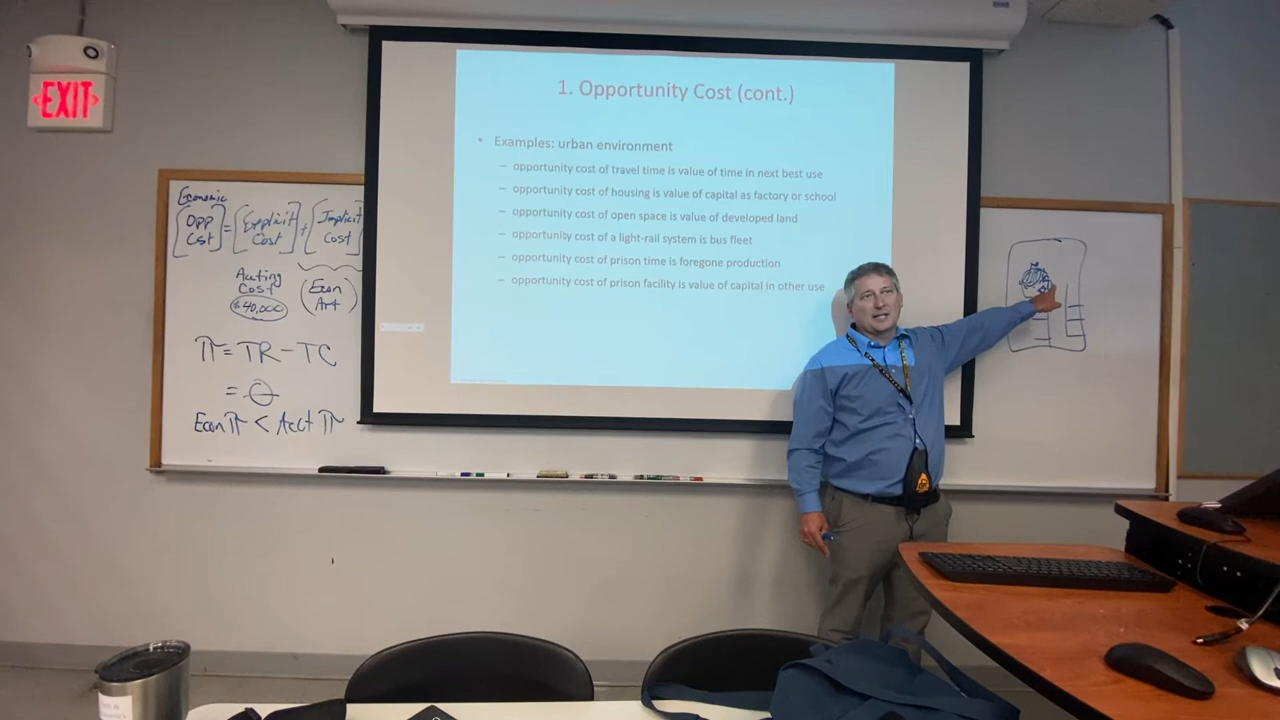 EXIT
1. Opportunity Cost (cont.)
• Examples: urban environment
– opportunity cost of travel time is value of time in next best use
– opportunity cost of housing is value of capital as factory or school
– opportunity cost of open space is value of developed land
– opportunity cost of a light-rail system is bus fleet
– opportunity cost of prison time is foregone production
– opportunity cost of prison facility is value of capital in other use
Economic
[Opp Cst] = [Explicit Cost] + [Implicit Cost]
Accting
Cost
$40,000
(Econ
Art)
π = TR - TC
= 0
Econ π < Acct π